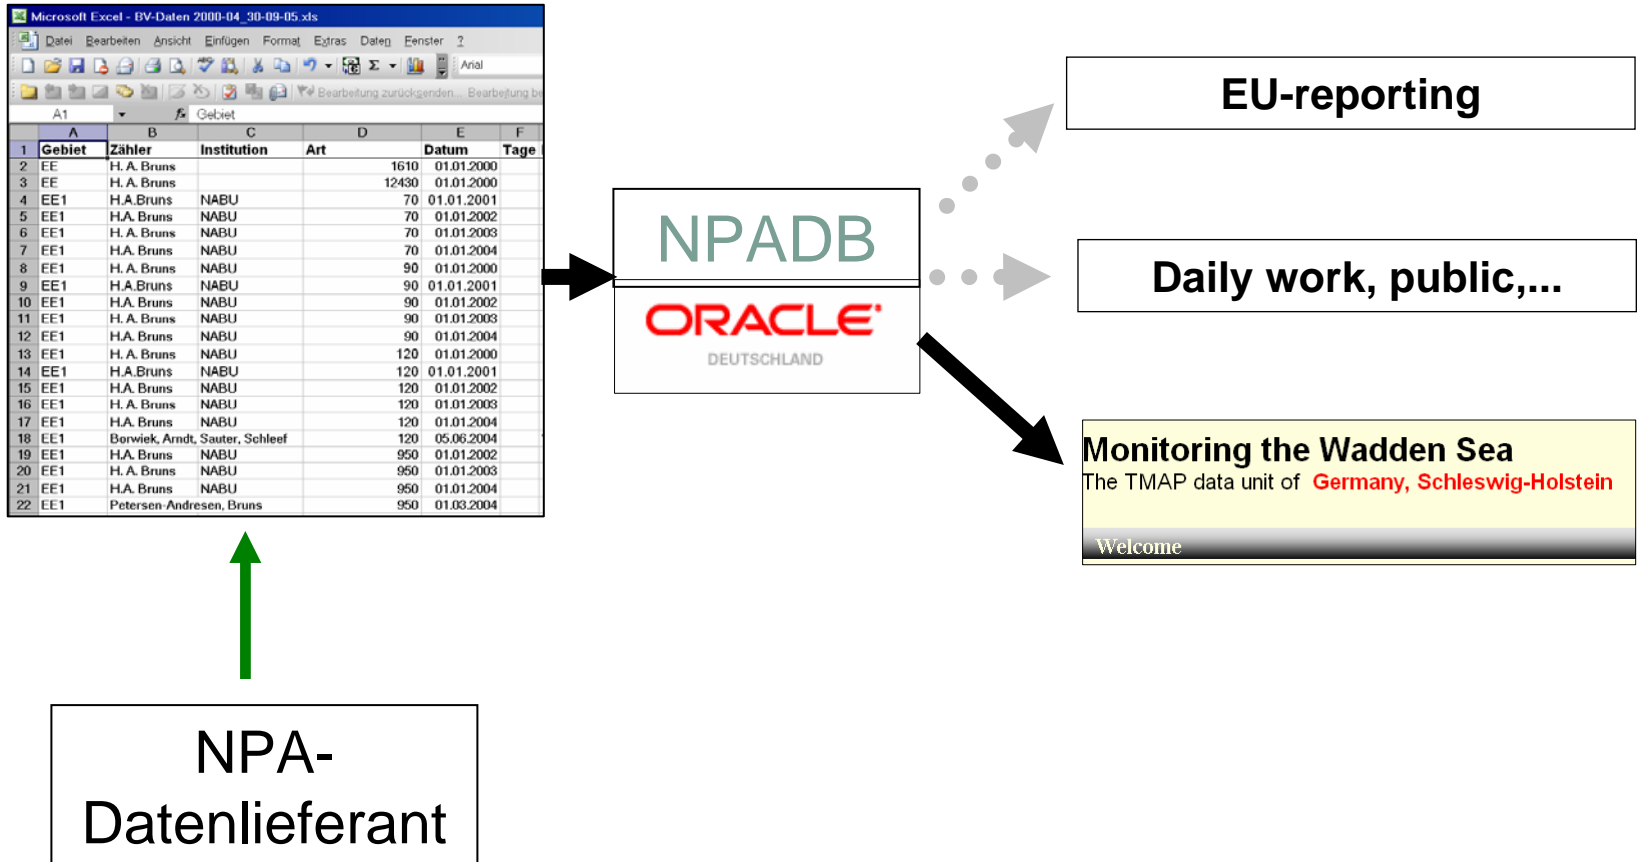 Microsoft Excel - BV-Daten 2000-04_30-09-05.xls
Datei Bearbeiten Ansicht Einfügen Format Extras Daten Fenster ?
Arial
Bearbeitung zurücksenden... Bearbeitung be
A1 fx Gebiet
A B C D E F
1 Gebiet Zähler Institution Art Datum Tage
2 EE H. A. Bruns 1610 01.01.2000
3 EE H. A. Bruns 12430 01.01.2000
4 EE1 H.A.Bruns NABU 70 01.01.2001
5 EE1 H.A. Bruns NABU 70 01.01.2002
6 EE1 H. A. Bruns NABU 70 01.01.2003
7 EE1 H.A. Bruns NABU 70 01.01.2004
8 EE1 H. A. Bruns NABU 90 01.01.2000
9 EE1 H.A.Bruns NABU 90 01.01.2001
10 EE1 H.A. Bruns NABU 90 01.01.2002
11 EE1 H. A. Bruns NABU 90 01.01.2003
12 EE1 H.A. Bruns NABU 90 01.01.2004
13 EE1 H. A. Bruns NABU 120 01.01.2000
14 EE1 H.A.Bruns NABU 120 01.01.2001
15 EE1 H.A. Bruns NABU 120 01.01.2002
16 EE1 H. A. Bruns NABU 120 01.01.2003
17 EE1 H.A. Bruns NABU 120 01.01.2004
18 EE1 Borwiek, Arndt, Sauter, Schleef 120 05.06.2004
19 EE1 H.A. Bruns NABU 950 01.01.2002
20 EE1 H. A. Bruns NABU 950 01.01.2003
21 EE1 H.A. Bruns NABU 950 01.01.2004
22 EE1 Petersen-Andresen, Bruns 950 01.03.2004
NPADB
ORACLE
DEUTSCHLAND
EU-reporting
Daily work, public,...
Monitoring the Wadden Sea
The TMAP data unit of Germany, Schleswig-Holstein
Welcome
NPA-
Datenlieferant